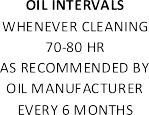 OIL INTERVALS
WHENEVER CLEANING
70-80 HR
AS RECOMMENDED BY
OIL MANUFACTURER
EVERY 6 MONTHS